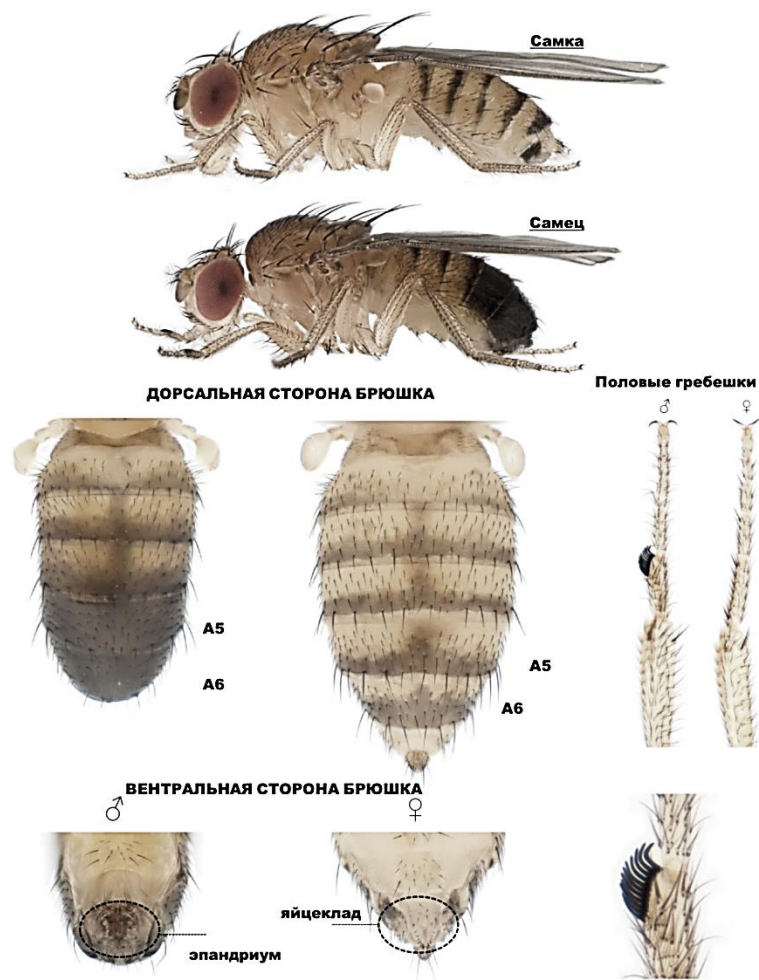 Самка
Самец
ДОРСАЛЬНАЯ СТОРОНА БРЮШКА
Половые гребешки
♂ ♀
A5
A6
A5
A6
ВЕНТРАЛЬНАЯ СТОРОНА БРЮШКА
♂ ♀
яйцеклад
эпандриум